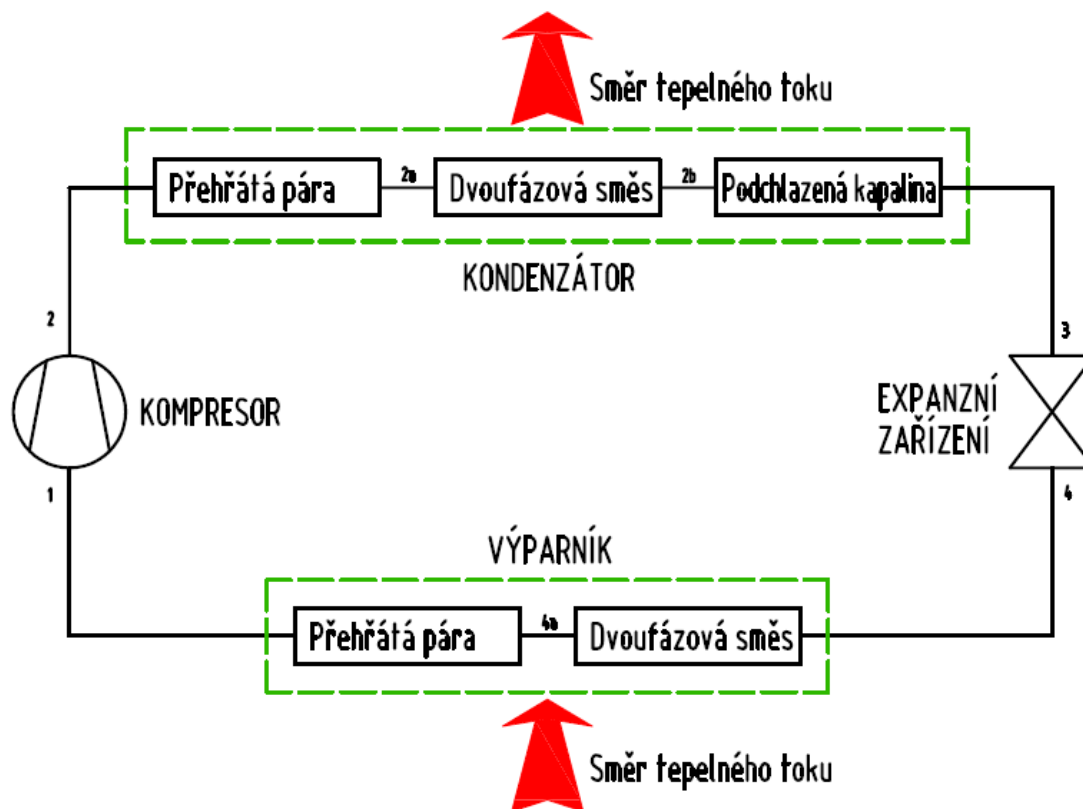 Směr tepelného toku
Přehřátá pára
2a
Dvoufázová směs
2b
Podchlazená kapalina
KONDENZÁTOR
2
3
KOMPRESOR
EXPANZNÍ
ZAŘÍZENÍ
1
4
VÝPARNÍK
Přehřátá pára
4a
Dvoufázová směs
Směr tepelného toku